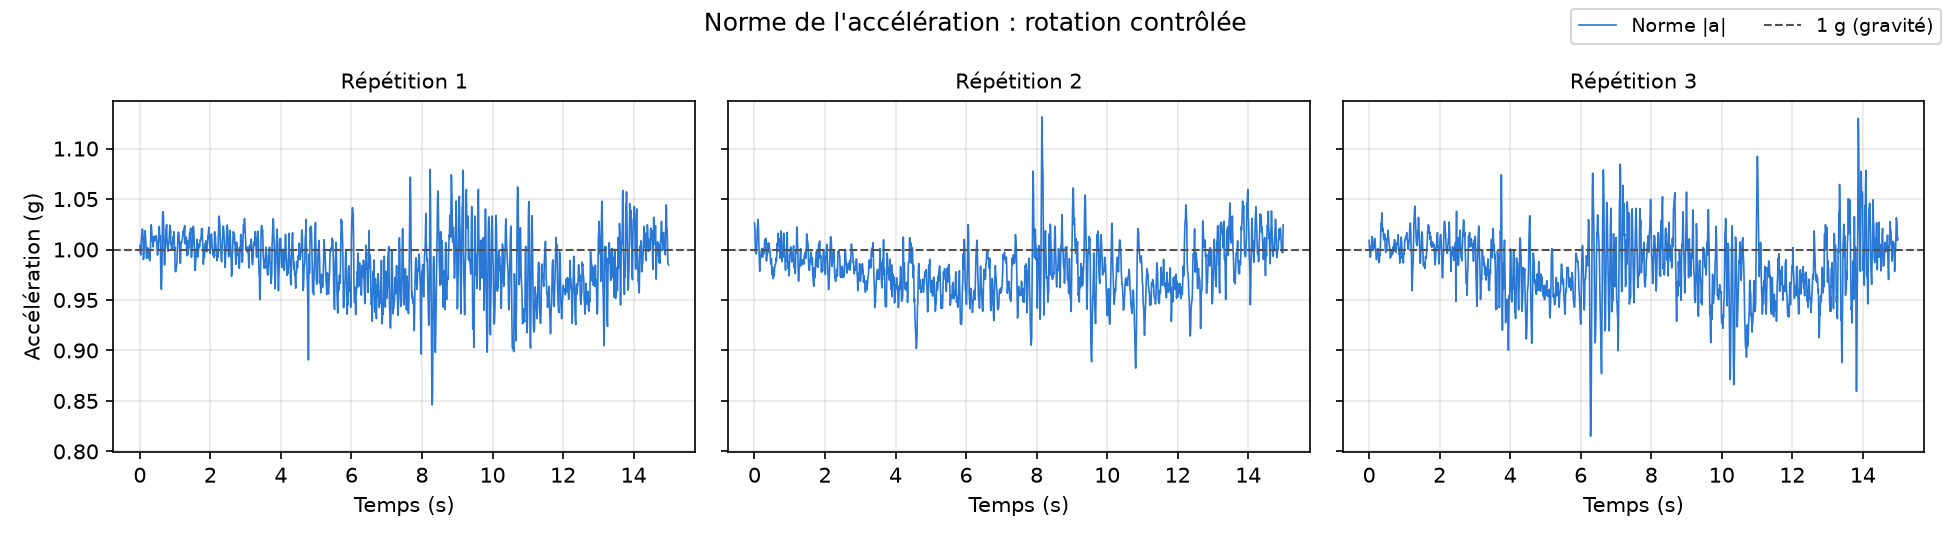 Norme de l'accélération : rotation contrôlée
Norme |a|
1 g (gravité)
Répétition 1
Répétition 2
Répétition 3
Accélération (g)
1.10
1.05
1.00
0.95
0.90
0.85
0.80
0 2 4 6 8 10 12 14
0 2 4 6 8 10 12 14
0 2 4 6 8 10 12 14
Temps (s)
Temps (s)
Temps (s)